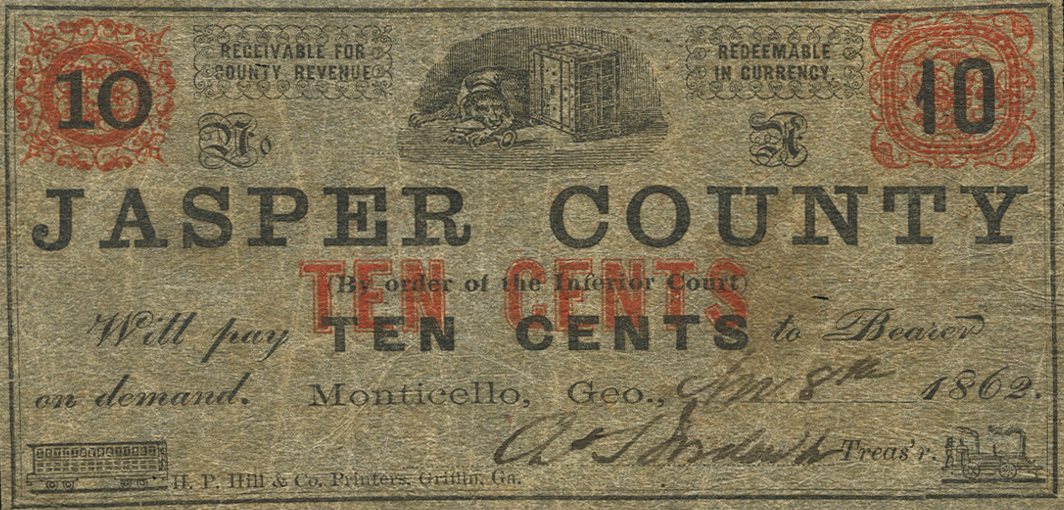 10 RECEIVABLE FOR COUNTY REVENUE REDEEMABLE IN CURRENCY. 10
No A
JASPER COUNTY
TEN CENTS
(By order of the Inferior Court)
Will pay TEN CENTS to Bearer
on demand. Monticello, Geo., 8th 1862.
Treas'r.
H. P. Hill & Co. Printers, Griffin, Ga.